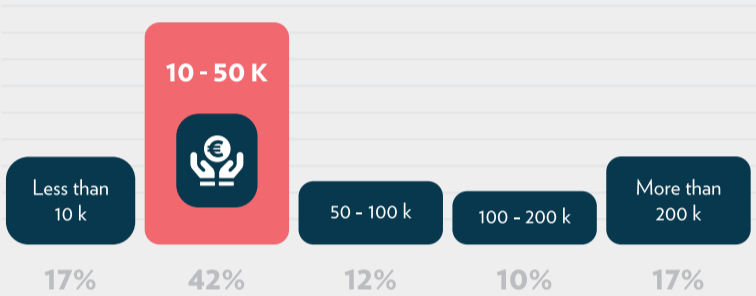 10 - 50 K
€
Less than
10 k
50 - 100 k
100 - 200 k
More than
200 k
17%
42%
12%
10%
17%